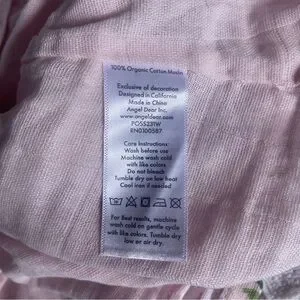 100% Organic Cotton Muslin
Exclusive of decoration
Designed in California
Made in China
Angel Dear Inc.
www.angeldear.com
PO55231W
RN0100587
Care Instructions:
Wash before use
Machine wash cold
with like colors
Do not bleach
Tumble dry on low heat
Cool iron if needed
For Best results, machine
wash cold on gentle cycle
with like colors. Tumble dry
low or air dry.